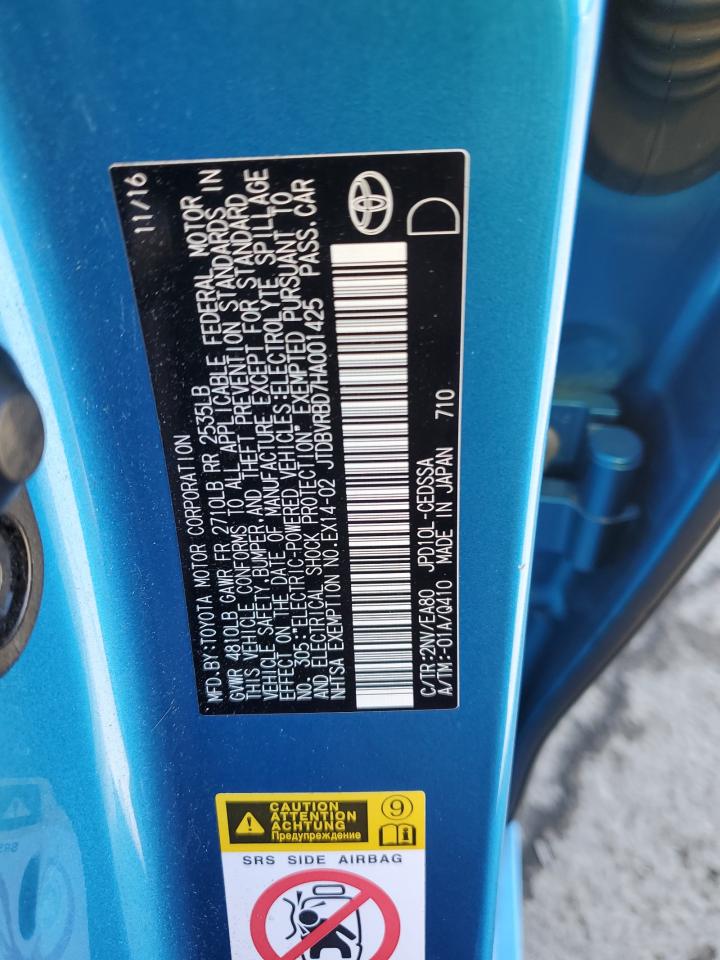 MFD.BY:TOYOTA MOTOR CORPORATION 11/16
GVWR 4810LB GAWR FR 2710LB RR 2535LB
THIS VEHICLE CONFORMS TO ALL APPLICABLE FEDERAL MOTOR
VEHICLE SAFETY,BUMPER,AND THEFT PREVENTION STANDARDS IN
EFFECT ON THE DATE OF MANUFACTURE EXCEPT FOR STANDARD
NO. 305:"ELECTRIC-POWERED VEHICLES:ELECTROLYTE SPILLAGE
AND ELECTRICAL SHOCK PROTECTION", EXEMPTED PURSUANT TO
NHTSA EXEMPTION NO.:EX14-02 JTDBVRBD7HA001425 PASS.CAR
C/TR:2NV/EA80 JPD10L-CEDSSA
A/TM:-01A/Q410 MADE IN JAPAN 710
D
CAUTION
ATTENTION
ACHTUNG
Предупреждение
9
i
SRS SIDE AIRBAG